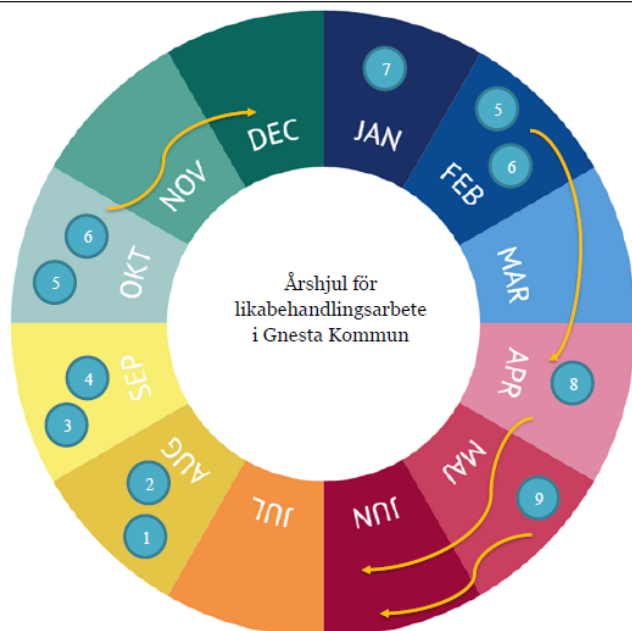 DEC
JAN
7
FEB
5
6
MAR
APR
8
MAJ
9
JUN
JUL
AUG
2
1
SEP
4
3
OKT
6
5
NOV
Årshjul för
likabehandlingsarbete
i Gnesta Kommun